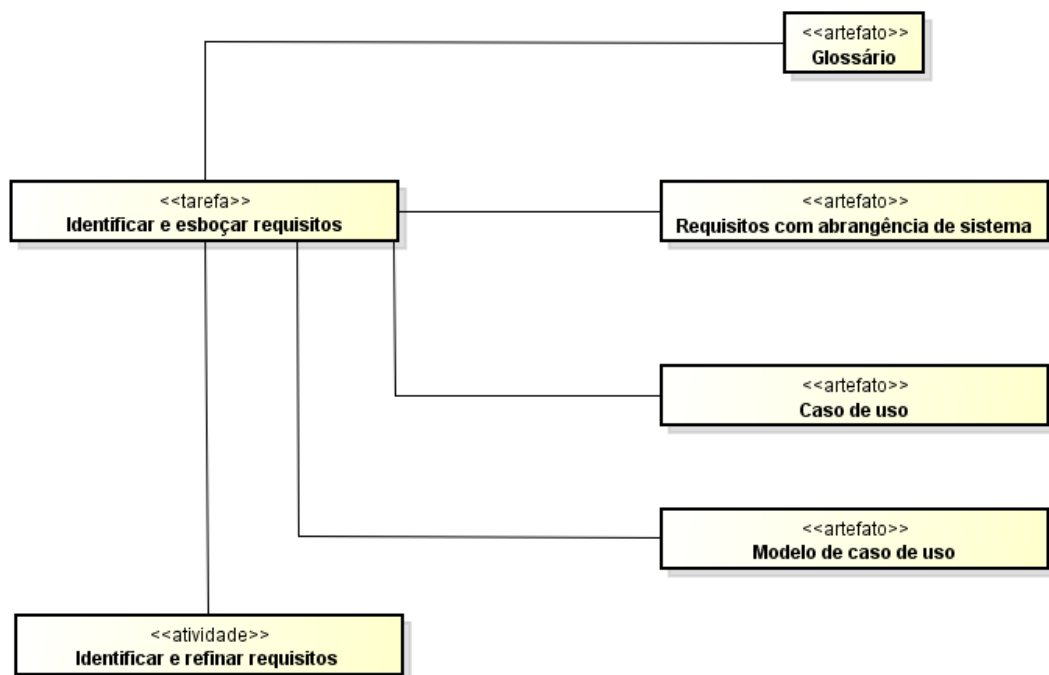 <<artefato>>
Glossário
<<tarefa>>
Identificar e esboçar requisitos
<<artefato>>
Requisitos com abrangência de sistema
<<artefato>>
Caso de uso
<<artefato>>
Modelo de caso de uso
<<atividade>>
Identificar e refinar requisitos